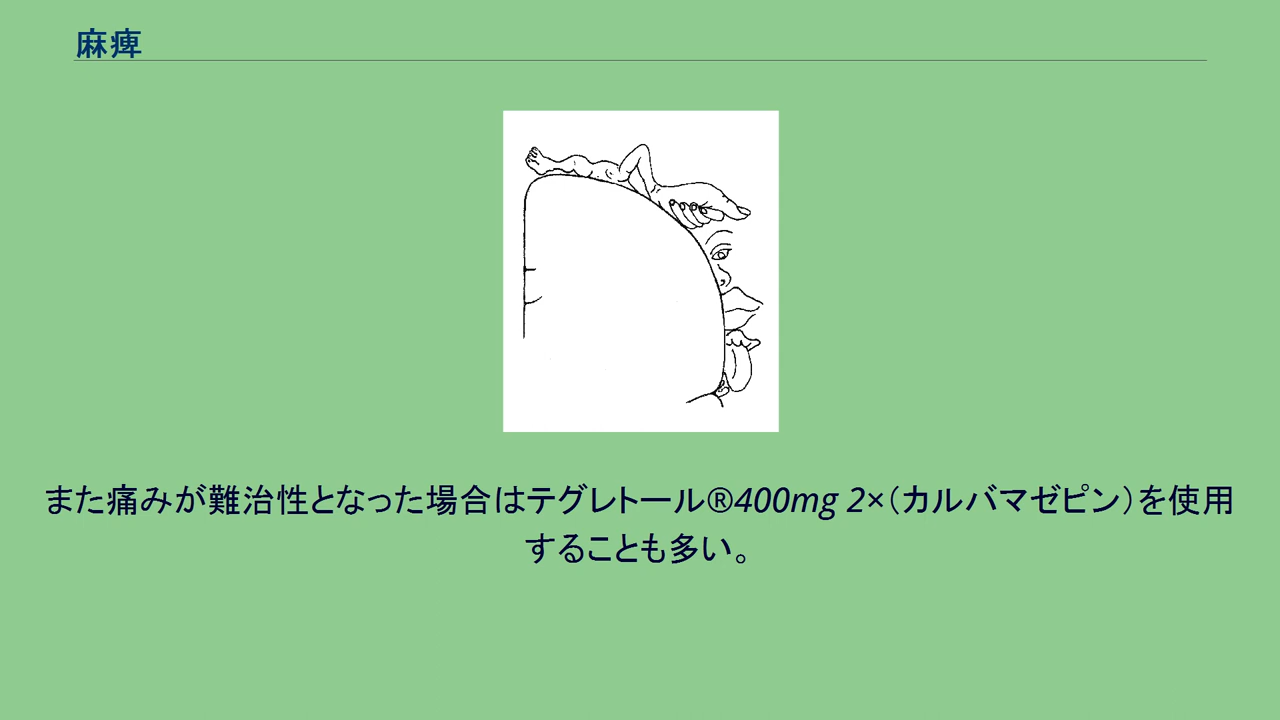 麻痺
また痛みが難治性となった場合はテグレトール®400mg 2×（カルバマゼピン）を使用
することも多い。